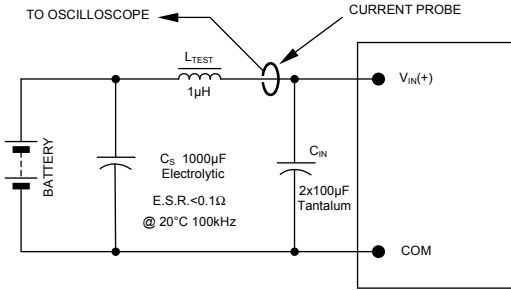 TO OSCILLOSCOPE
CURRENT PROBE
LTEST
1µH
VIN(+)
BATTERY
CS 1000µF
Electrolytic
E.S.R.<0.1Ω
@ 20°C 100kHz
CIN
2x100µF
Tantalum
COM